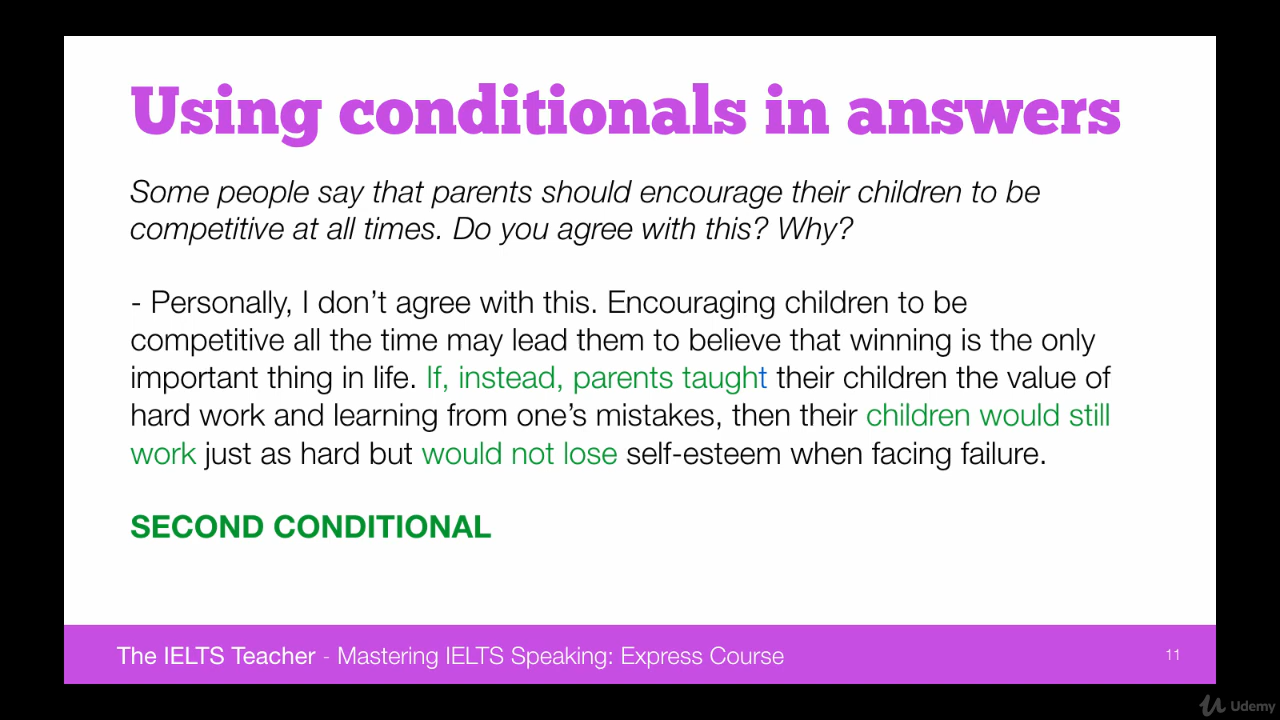 Using conditionals in answers
Some people say that parents should encourage their children to be
competitive at all times. Do you agree with this? Why?
- Personally, I don’t agree with this. Encouraging children to be
competitive all the time may lead them to believe that winning is the only
important thing in life. If, instead, parents taught their children the value of
hard work and learning from one’s mistakes, then their children would still
work just as hard but would not lose self-esteem when facing failure.
SECOND CONDITIONAL
The IELTS Teacher - Mastering IELTS Speaking: Express Course
11
Udemy